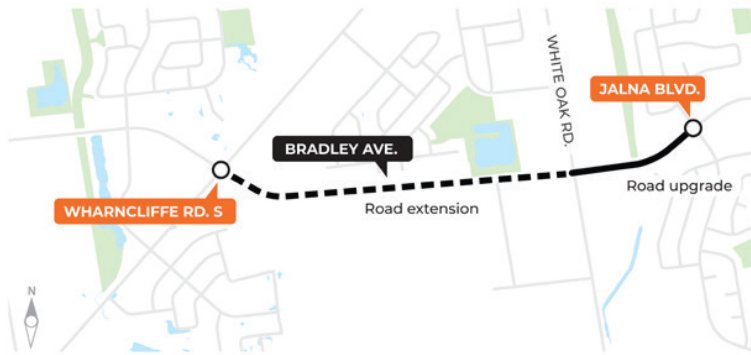 WHITE OAK RD.
JALNA BLVD.
BRADLEY AVE.
Road upgrade
WHARNCLIFFE RD. S
Road extension
N